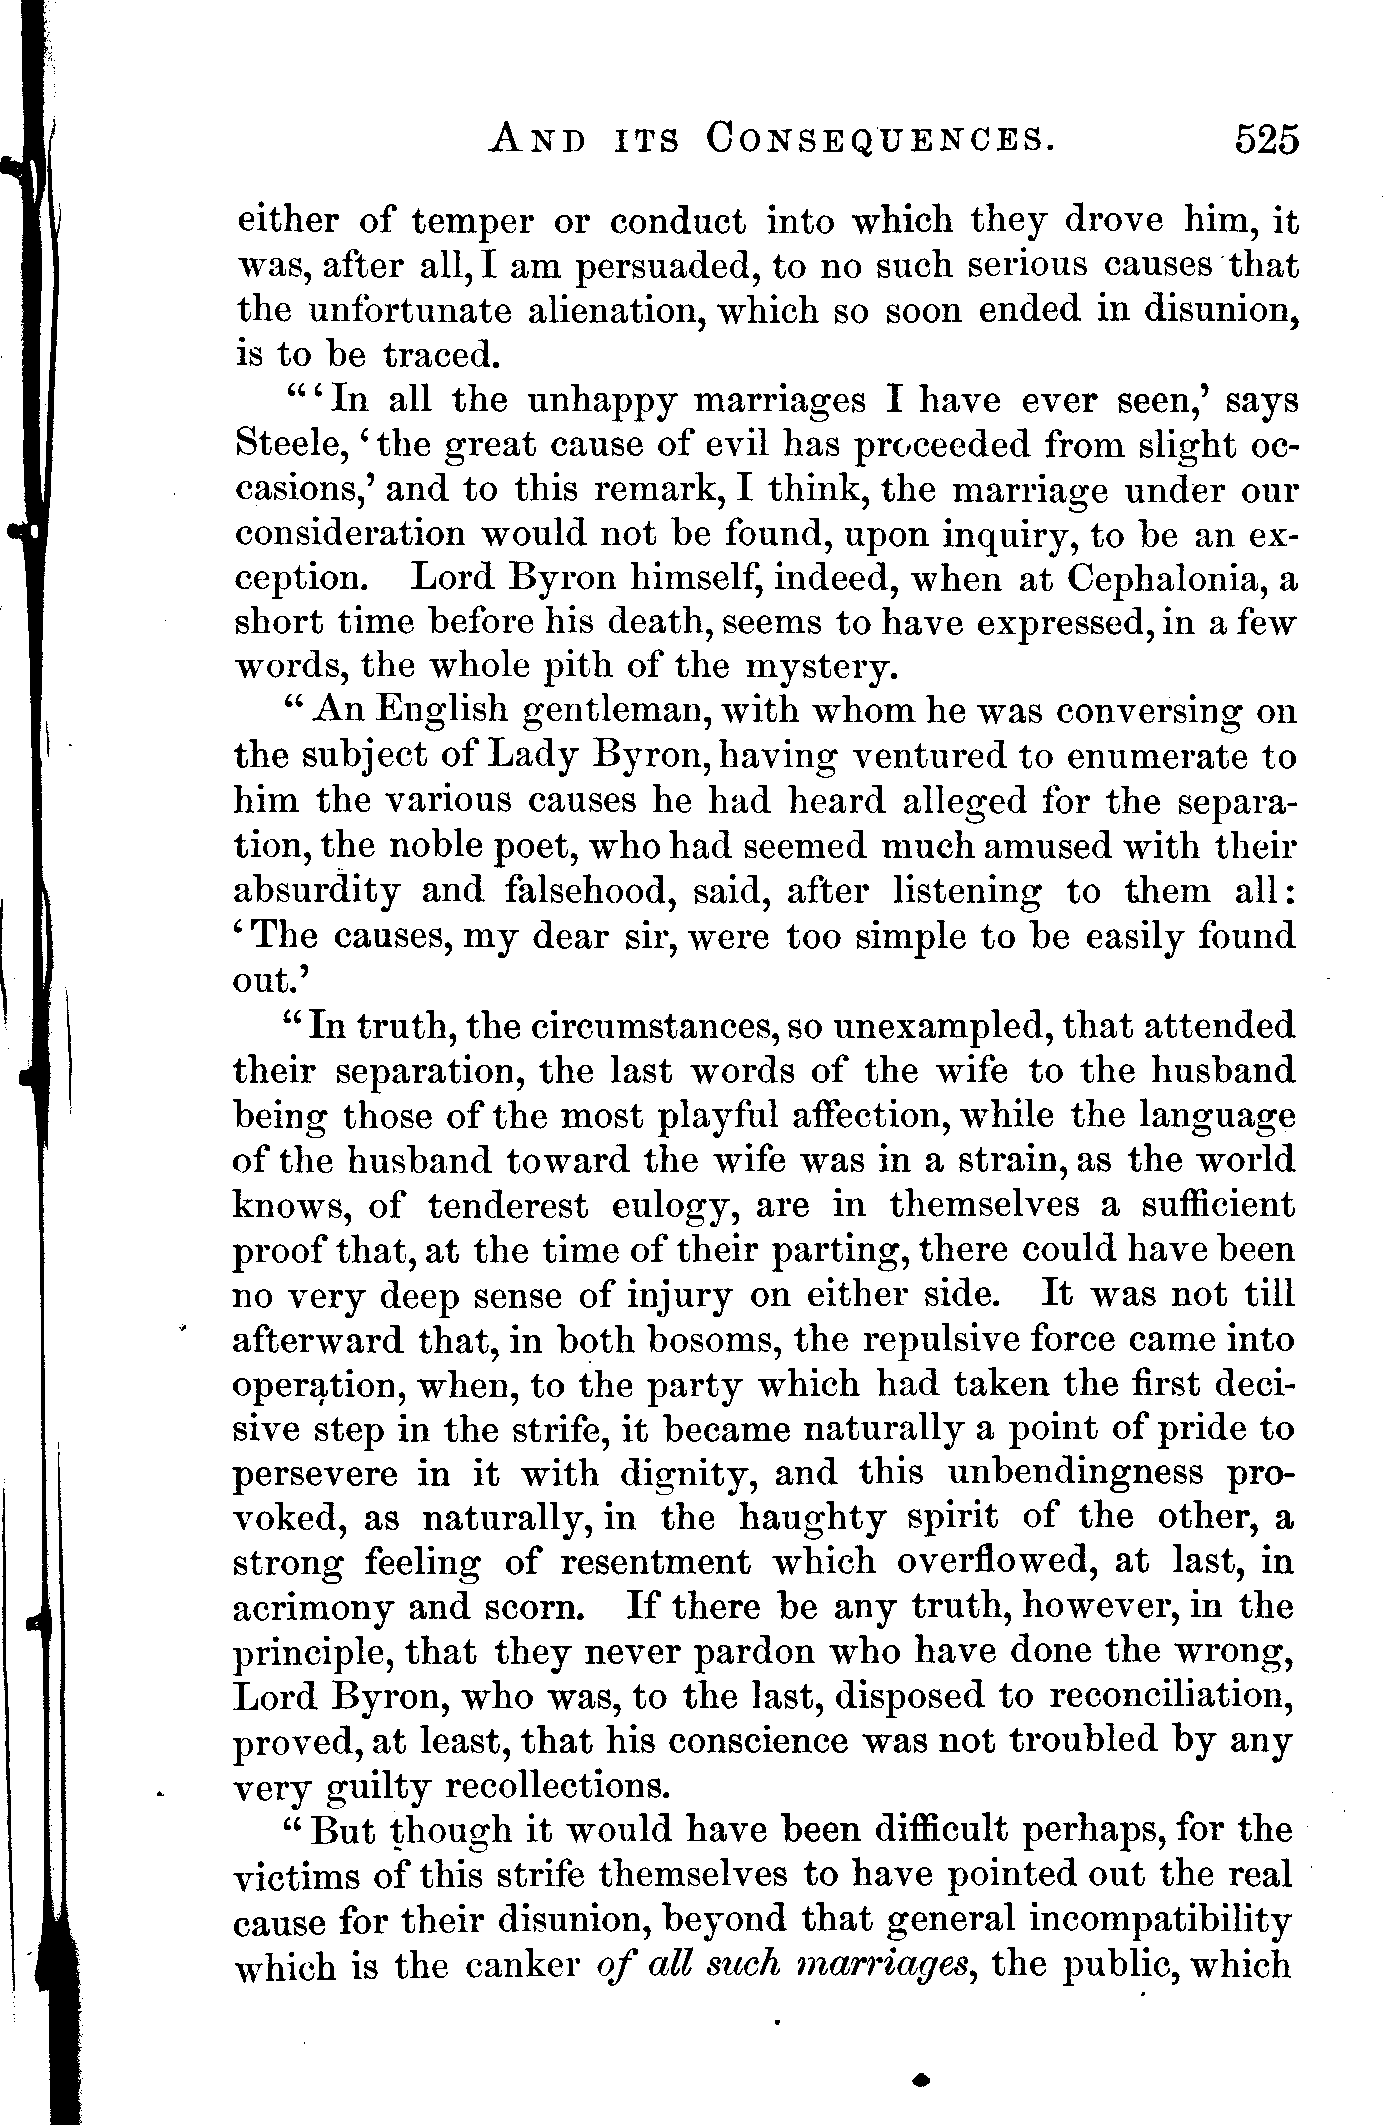 AND ITS CONSEQUENCES. 525
either of temper or conduct into which they drove him, it
was, after all, I am persuaded, to no such serious causes that
the unfortunate alienation, which so soon ended in disunion,
is to be traced.
"'In all the unhappy marriages I have ever seen,' says
Steele, 'the great cause of evil has proceeded from slight oc-
casions,' and to this remark, I think, the marriage under our
consideration would not be found, upon inquiry, to be an ex-
ception. Lord Byron himself, indeed, when at Cephalonia, a
short time before his death, seems to have expressed, in a few
words, the whole pith of the mystery.
"An English gentleman, with whom he was conversing on
the subject of Lady Byron, having ventured to enumerate to
him the various causes he had heard alleged for the separa-
tion, the noble poet, who had seemed much amused with their
absurdity and falsehood, said, after listening to them all:
'The causes, my dear sir, were too simple to be easily found
out.'
"In truth, the circumstances, so unexampled, that attended
their separation, the last words of the wife to the husband
being those of the most playful affection, while the language
of the husband toward the wife was in a strain, as the world
knows, of tenderest eulogy, are in themselves a sufficient
proof that, at the time of their parting, there could have been
no very deep sense of injury on either side. It was not till
afterward that, in both bosoms, the repulsive force came into
operation, when, to the party which had taken the first deci-
sive step in the strife, it became naturally a point of pride to
persevere in it with dignity, and this unbendingness pro-
voked, as naturally, in the haughty spirit of the other, a
strong feeling of resentment which overflowed, at last, in
acrimony and scorn. If there be any truth, however, in the
principle, that they never pardon who have done the wrong,
Lord Byron, who was, to the last, disposed to reconciliation,
proved, at least, that his conscience was not troubled by any
very guilty recollections.
"But though it would have been difficult perhaps, for the
victims of this strife themselves to have pointed out the real
cause for their disunion, beyond that general incompatibility
which is the canker of all such marriages, the public, which